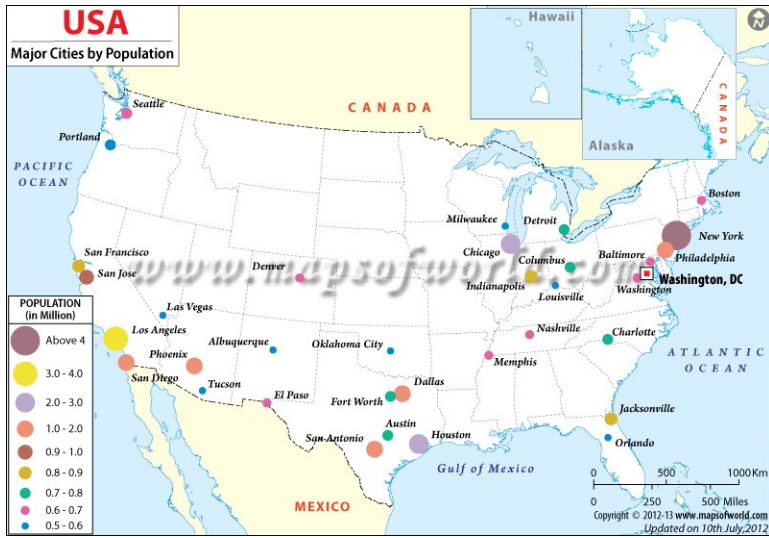 USA
Major Cities by Population
Hawaii
N
Alaska
CANADA
CANADA
PACIFIC
OCEAN
Seattle
Portland
Boston
Milwaukee
Detroit
New York
Chicago
Columbus
Baltimore
Philadelphia
San Francisco
San Jose
Denver
Indianapolis
Louisville
Washington
Washington, DC
www.mapsofworld.com
POPULATION
(in Million)
Above 4
3.0 - 4.0
2.0 - 3.0
1.0 - 2.0
0.9 - 1.0
0.8 - 0.9
0.7 - 0.8
0.6 - 0.7
0.5 - 0.6
Las Vegas
Los Angeles
Phoenix
Albuquerque
Oklahoma City
Nashville
Charlotte
Memphis
San Diego
Tucson
El Paso
Dallas
Fort Worth
Austin
San Antonio
Houston
Jacksonville
Orlando
ATLANTIC
OCEAN
Gulf of Mexico
MEXICO
0 500 1000Km
0 250 500 Miles
Copyright © 2012-13 www.mapsofworld.com
Updated on 10th July,2012